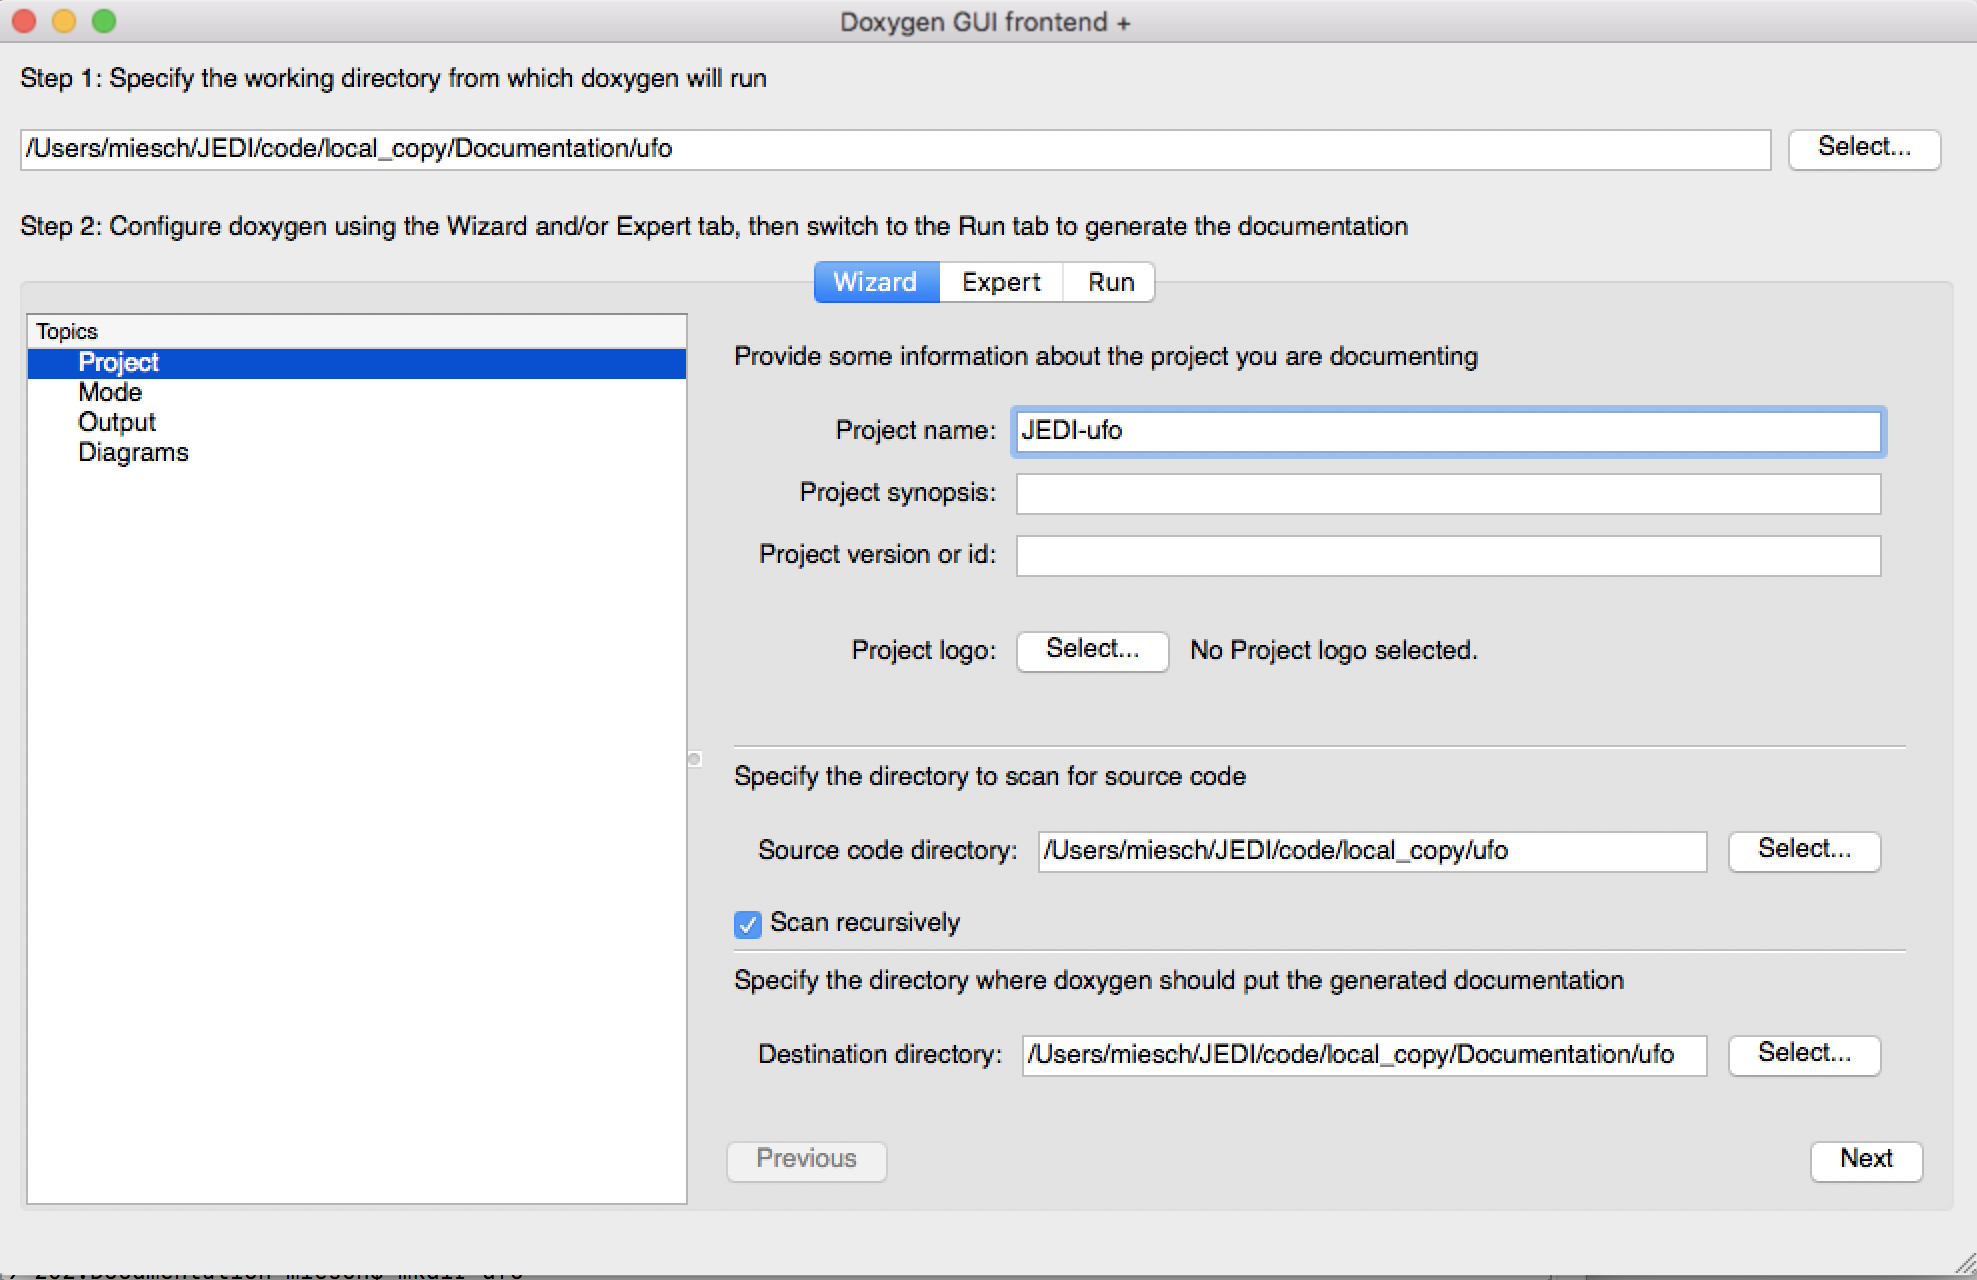 Doxygen GUI frontend +
Step 1: Specify the working directory from which doxygen will run
/Users/miesch/JEDI/code/local_copy/Documentation/ufo
Select...
Step 2: Configure doxygen using the Wizard and/or Expert tab, then switch to the Run tab to generate the documentation
Wizard Expert Run
Topics
Project
Mode
Output
Diagrams
Provide some information about the project you are documenting
Project name: JEDI-ufo
Project synopsis:
Project version or id:
Project logo: Select... No Project logo selected.
Specify the directory to scan for source code
Source code directory: /Users/miesch/JEDI/code/local_copy/ufo Select...
Scan recursively
Specify the directory where doxygen should put the generated documentation
Destination directory: /Users/miesch/JEDI/code/local_copy/Documentation/ufo Select...
Previous Next